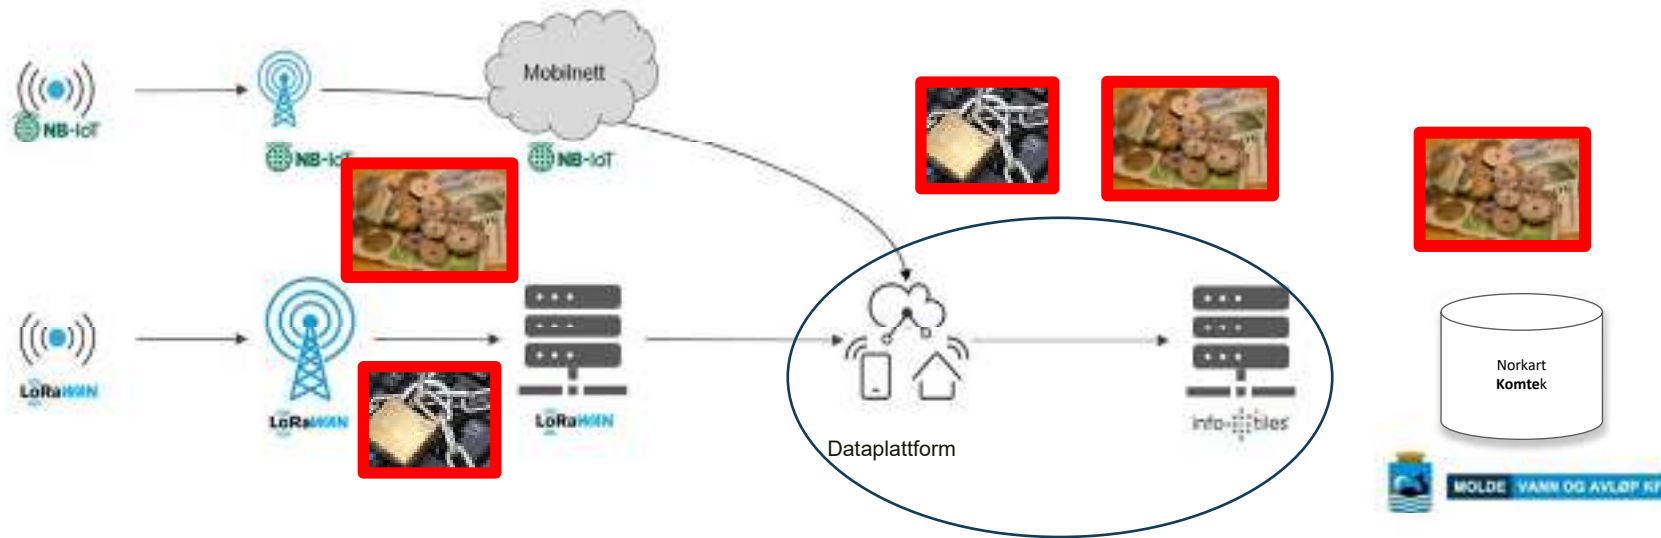 Mobilnett
NB-IoT
NB-IoT
NB-IoT
LoRaWAN
LoRaWAN
LoRaWAN
Dataplattform
info-tiles
Norkart
Komtek
MOLDE VANN OG AVLØP KF